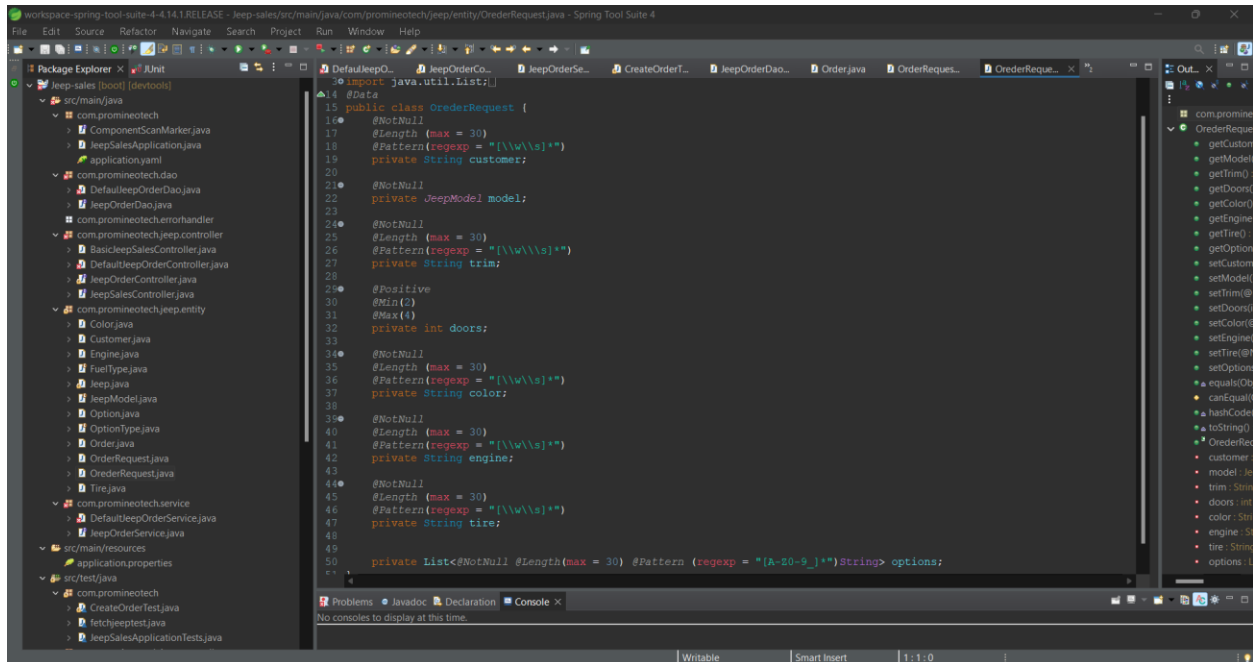 workspace-spring-tool-suite-4-4.14.1.RELEASE - Jeep-sales/src/main/java/com/promineotech/jeep/entity/OrederRequest.java - Spring Tool Suite 4
File Edit Source Refactor Navigate Search Project Run Window Help
Package Explorer JUnit
Jeep-sales [boot] [devtools]
src/main/java
com.promineotech
ComponentScanMarker.java
JeepSalesApplication.java
application.yaml
com.promineotech.dao
DefaulJeepOrderDao.java
JeepOrderDao.java
com.promineotech.errorhandler
com.promineotech.jeep.controller
BasicJeepSalesController.java
DefaultJeepOrderController.java
JeepOrderController.java
JeepSalesController.java
com.promineotech.jeep.entity
Color.java
Customer.java
Engine.java
FuelType.java
Jeep.java
JeepModel.java
Option.java
OptionType.java
Order.java
OrderRequest.java
OrederRequest.java
Tire.java
com.promineotech.service
DefaultJeepOrderService.java
JeepOrderService.java
src/main/resources
application.properties
src/test/java
com.promineotech
CreateOrderTest.java
fetchjeeptest.java
JeepSalesApplicationTests.java
DefaulJeepO... JeepOrderCo... JeepOrderSe... CreateOrderT... JeepOrderDao... Order.java OrderReques... OrederReque...
3 import java.util.List;
14 @Data
15 public class OrederRequest {
16 @NotNull
17 @Length (max = 30)
18 @Pattern(regexp = "[\\w\\s]*")
19 private String customer;
20
21 @NotNull
22 private JeepModel model;
23
24 @NotNull
25 @Length (max = 30)
26 @Pattern(regexp = "[\\w\\\s]*")
27 private String trim;
28
29 @Positive
30 @Min(2)
31 @Max(4)
32 private int doors;
33
34 @NotNull
35 @Length (max = 30)
36 @Pattern(regexp = "[\\w\\s]*")
37 private String color;
38
39 @NotNull
40 @Length (max = 30)
41 @Pattern(regexp = "[\\w\\s]*")
42 private String engine;
43
44 @NotNull
45 @Length (max = 30)
46 @Pattern(regexp = "[\\w\\s]*")
47 private String tire;
48
49
50 private List<@NotNull @Length(max = 30) @Pattern (regexp = "[A-Z0-9_]*")String> options;
Out...
com.promine
OrederReque
getCustom
getModel(
getTrim() :
getDoors(
getColor()
getEngine
getTire() :
getOption
setCustom
setModel(
setTrim(@
setDoors(i
setColor(@
setEngine(
setTire(@N
setOptions
equals(Ob
canEqual(
hashCode(
toString()
OrederReq
customer :
model : Je
trim : Strin
doors : int
color : Stri
engine : St
tire : String
options : L
Problems Javadoc Declaration Console
No consoles to display at this time.
Writable Smart Insert 1 : 1 : 0